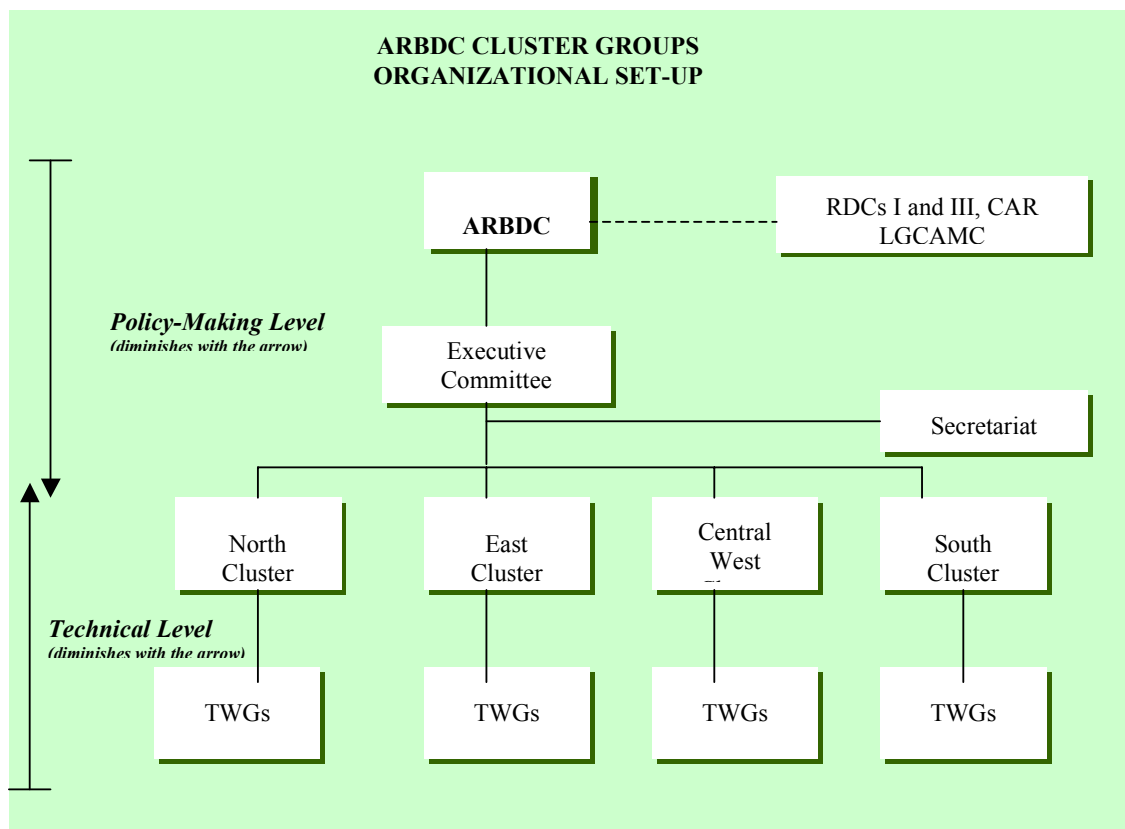 ARBDC CLUSTER GROUPS
ORGANIZATIONAL SET-UP
ARBDC
RDCs I and III, CAR
LGCAMC
Policy-Making Level
(diminishes with the arrow)
Executive
Committee
Secretariat
North
Cluster
East
Cluster
Central
West
South
Cluster
Technical Level
(diminishes with the arrow)
TWGs
TWGs
TWGs
TWGs